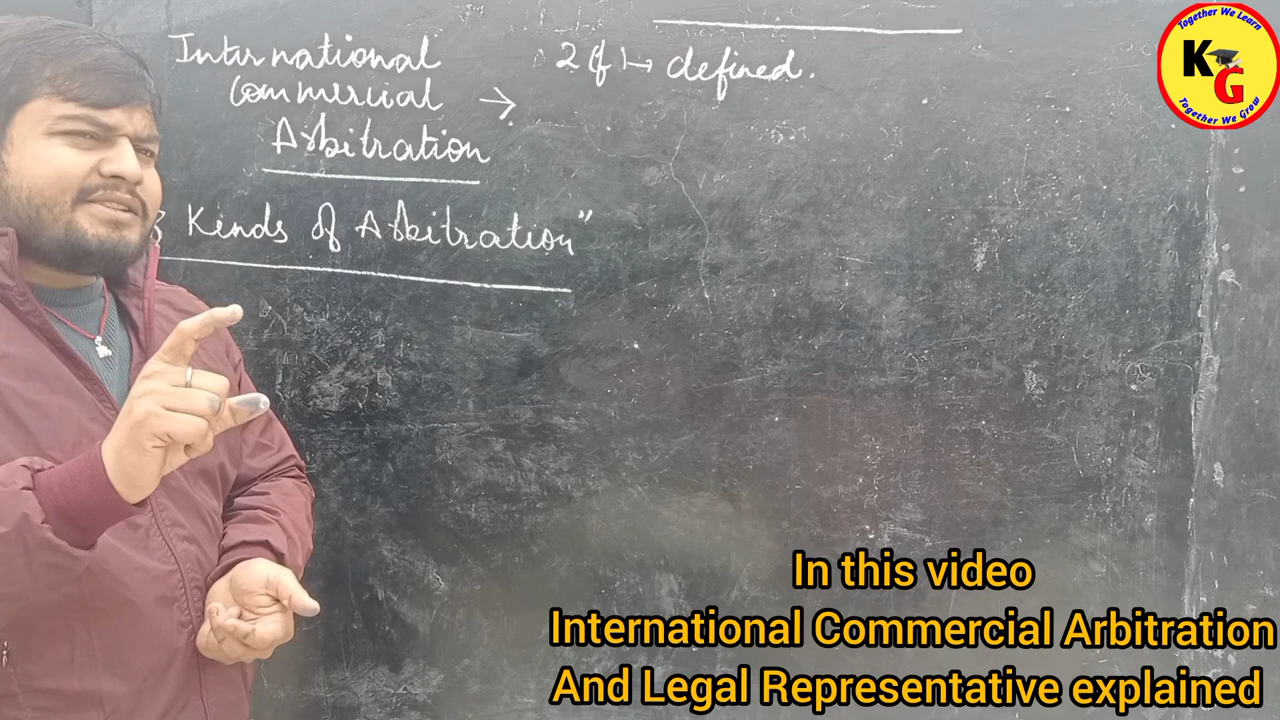 International
Commercial →
Arbitration
2(f) → defined.
Kinds of Arbitration"
Together We Learn
KG
Together We Grow
In this video
International Commercial Arbitration
And Legal Representative explained